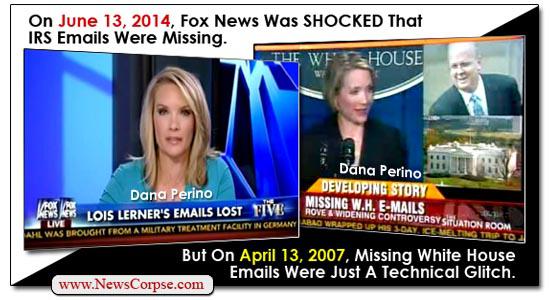 On June 13, 2014, Fox News Was SHOCKED That
IRS Emails Were Missing.
THE WHITE HOUSE
Dana Perino
Dana Perino
FOX NEWS
FOX NEWS
LIVE
LOIS LERNER'S EMAILS LOST
THE FIVE
AHL WAS BROUGHT FROM A MILITARY TREATMENT FACILITY IN GERMANY
DEVELOPING STORY
MISSING W.H. E-MAILS
ROVE & WIDENING CONTROVERSY
SITUATION ROOM
WRAPPED UP HIS 3-DAY, ICE-MELTING TRIP TO J
But On April 13, 2007, Missing White House
Emails Were Just A Technical Glitch.
www.NewsCorpse.com